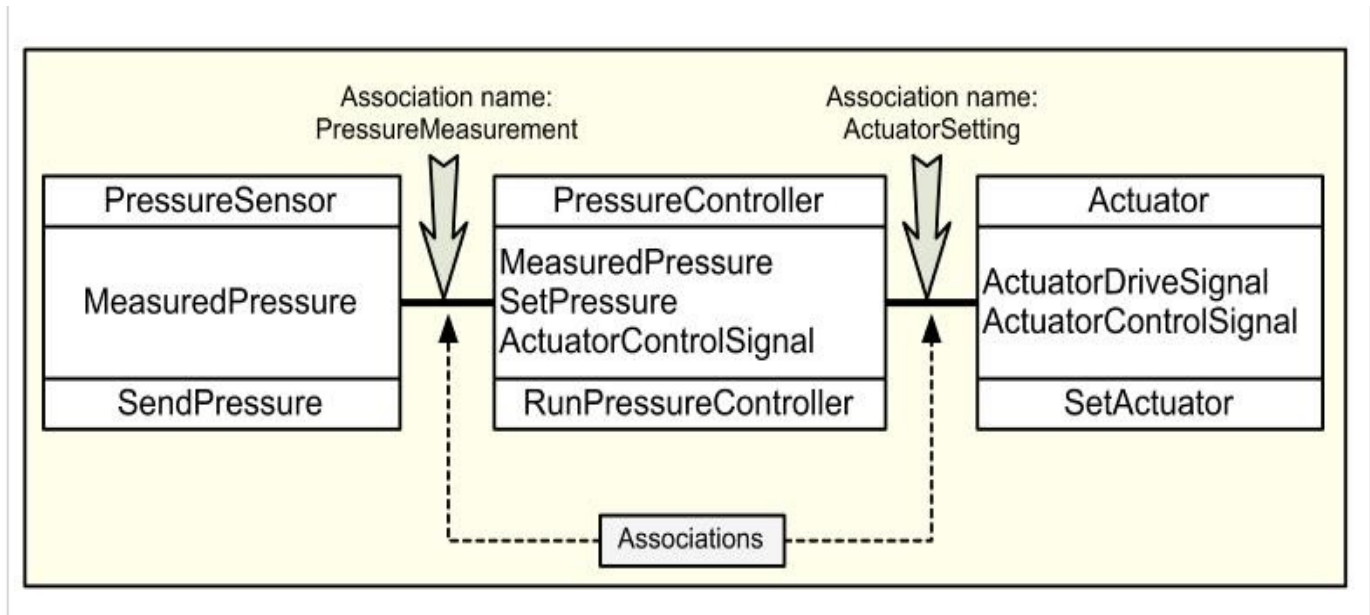 Association name:
PressureMeasurement
Association name:
ActuatorSetting
PressureSensor
MeasuredPressure
SendPressure
PressureController
MeasuredPressure
SetPressure
ActuatorControlSignal
RunPressureController
Actuator
ActuatorDriveSignal
ActuatorControlSignal
SetActuator
Associations